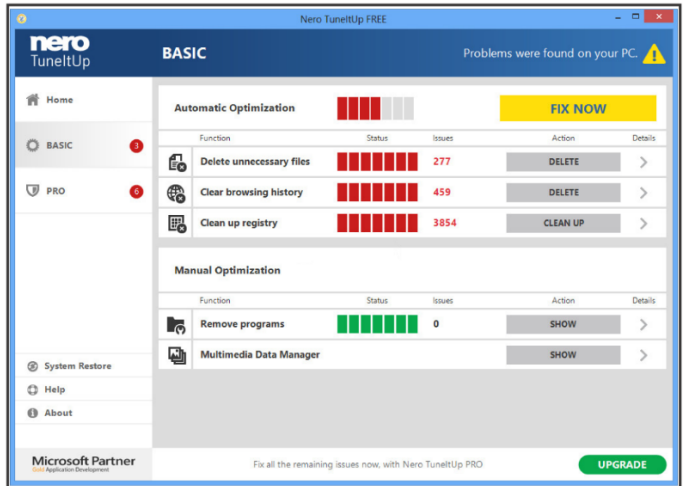 Nero TuneItUp FREE
nero
TuneItUp
BASIC
Problems were found on your PC.
Home
BASIC
3
PRO
6
System Restore
Help
About
Microsoft Partner
Gold Application Development
Automatic Optimization
FIX NOW
Function Status Issues Action Details
Delete unnecessary files 277 DELETE
Clear browsing history 459 DELETE
Clean up registry 3854 CLEAN UP
Manual Optimization
Function Status Issues Action Details
Remove programs 0 SHOW
Multimedia Data Manager SHOW
Fix all the remaining issues now, with Nero TuneItUp PRO
UPGRADE